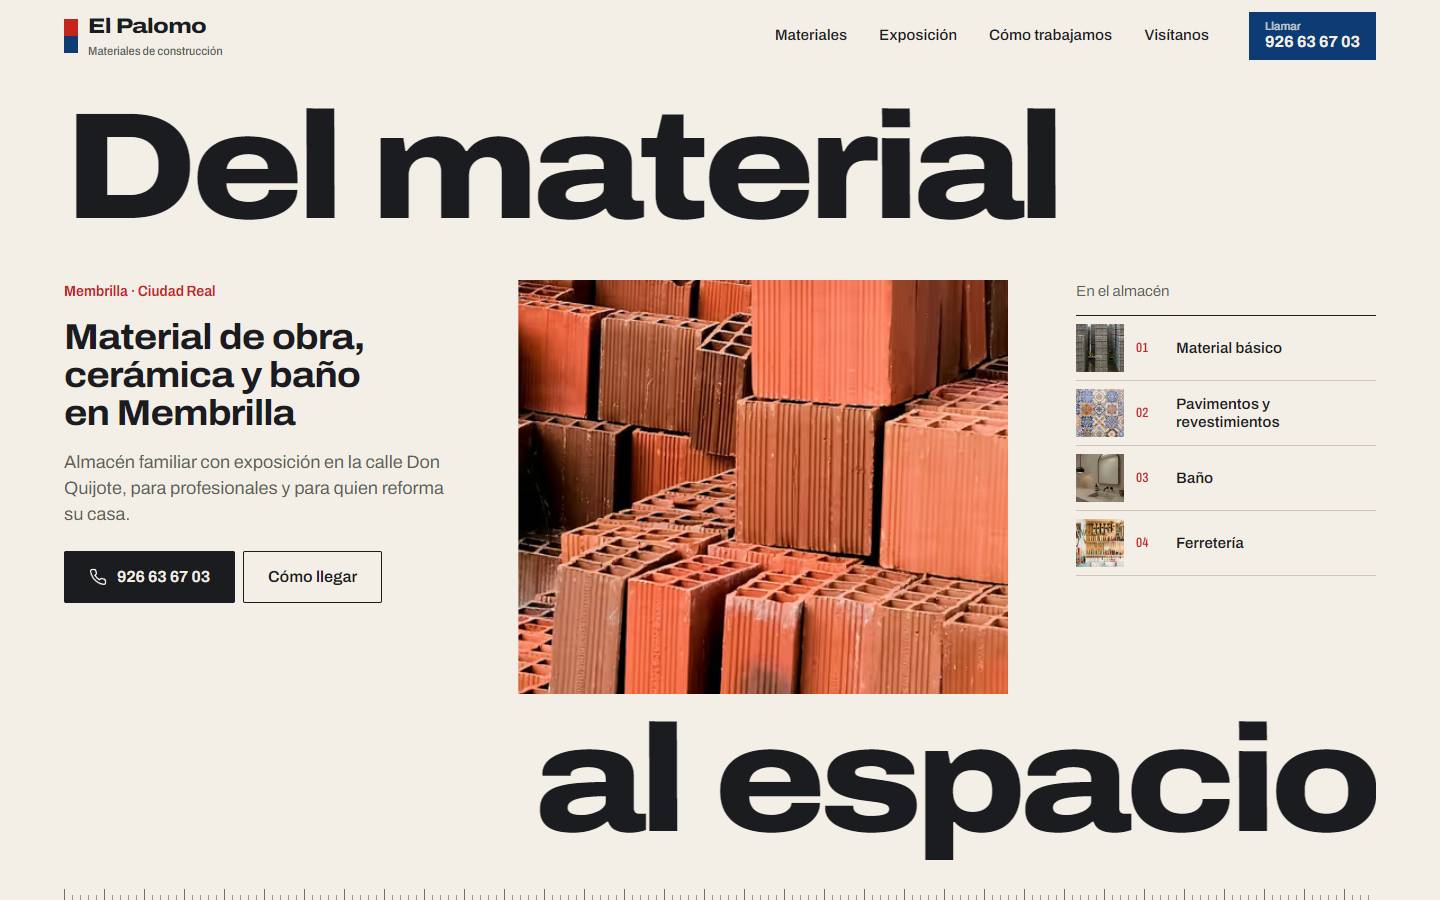 El Palomo
Materiales de construcción
Materiales
Exposición
Cómo trabajamos
Visítanos
Llamar
926 63 67 03
Del material
Membrilla · Ciudad Real
Material de obra,
cerámica y baño
en Membrilla
Almacén familiar con exposición en la calle Don
Quijote, para profesionales y para quien reforma
su casa.
926 63 67 03
Cómo llegar
En el almacén
01 Material básico
02 Pavimentos y
revestimientos
03 Baño
04 Ferretería
al espacio